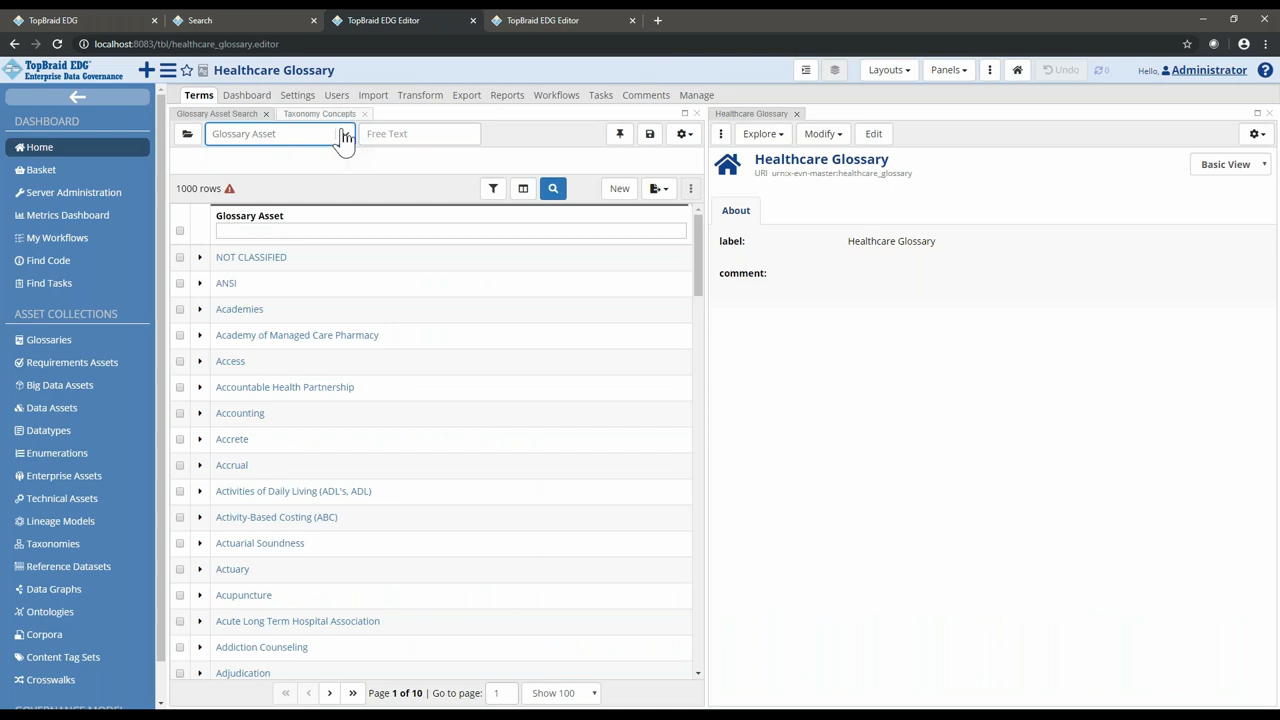 TopBraid EDG
Search
TopBraid EDG Editor
TopBraid EDG Editor
localhost:8083/tbl/healthcare_glossary.editor
TopBraid EDG
Enterprise Data Governance
Healthcare Glossary
Layouts
Panels
Undo
0
Hello,
Administrator
Terms
Dashboard
Settings
Users
Import
Transform
Export
Reports
Workflows
Tasks
Comments
Manage
Glossary Asset Search
Taxonomy Concepts
Glossary Asset
Free Text
1000 rows
New
Glossary Asset
NOT CLASSIFIED
ANSI
Academies
Academy of Managed Care Pharmacy
Access
Accountable Health Partnership
Accounting
Accrete
Accrual
Activities of Daily Living (ADL's, ADL)
Activity-Based Costing (ABC)
Actuarial Soundness
Actuary
Acupuncture
Acute Long Term Hospital Association
Addiction Counseling
Adjudication
Page 1 of 10 | Go to page: 1
Show 100
DASHBOARD
Home
Basket
Server Administration
Metrics Dashboard
My Workflows
Find Code
Find Tasks
ASSET COLLECTIONS
Glossaries
Requirements Assets
Big Data Assets
Data Assets
Datatypes
Enumerations
Enterprise Assets
Technical Assets
Lineage Models
Taxonomies
Reference Datasets
Data Graphs
Ontologies
Corpora
Content Tag Sets
Crosswalks
GOVERNANCE MODEL
Healthcare Glossary
Explore
Modify
Edit
Healthcare Glossary
URI urn:x-evn-master:healthcare_glossary
Basic View
About
label:
Healthcare Glossary
comment: